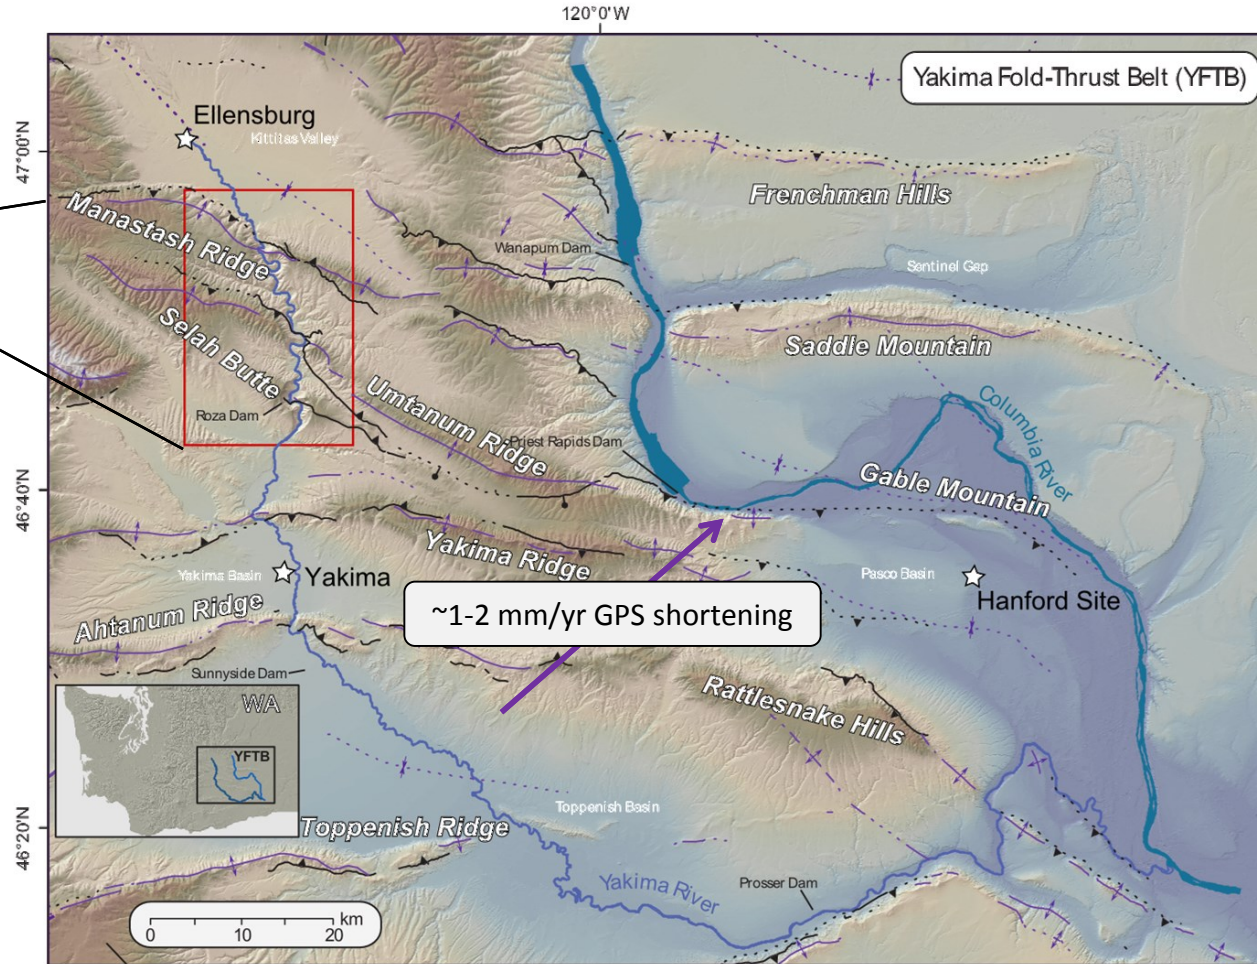 120°0'W
Yakima Fold-Thrust Belt (YFTB)
Ellensburg
Kittitas Valley
47°00'N
Frenchman Hills
Manastash Ridge
Wanapum Dam
Sentinel Gap
Selah Butte
Saddle Mountain
Umtanum Ridge
Columbia River
Roza Dam
Priest Rapids Dam
Gable Mountain
46°40'N
Yakima Ridge
Yakima Basin
Yakima
Pasco Basin
Hanford Site
~1-2 mm/yr GPS shortening
Ahtanum Ridge
Sunnyside Dam
Rattlesnake Hills
WA
YFTB
Toppenish Basin
46°20'N
Toppenish Ridge
Yakima River
Prosser Dam
km
0 10 20